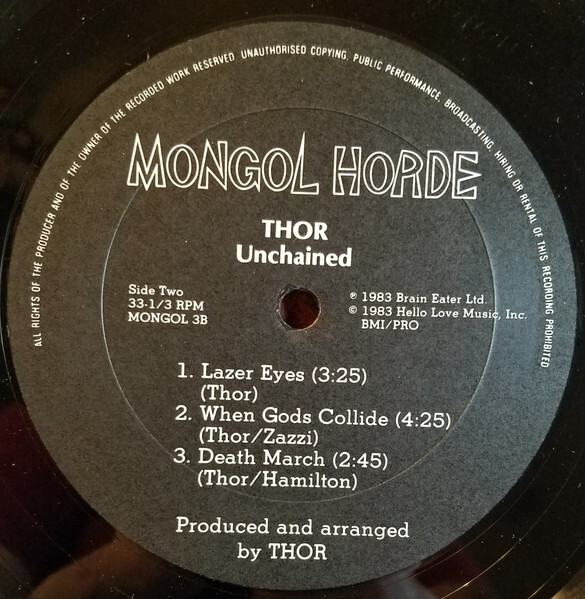 ALL RIGHTS OF THE PRODUCER AND OF THE OWNER OF THE RECORDED WORK RESERVED. UNAUTHORISED COPYING, PUBLIC PERFORMANCE, BROADCASTING, HIRING OR RENTAL OF THIS RECORDING PROHIBITED
MONGOL HORDE
THOR
Unchained
Side Two
33-1/3 RPM
MONGOL 3B
℗ 1983 Brain Eater Ltd.
© 1983 Hello Love Music, Inc.
BMI/PRO
1. Lazer Eyes (3:25)
(Thor)
2. When Gods Collide (4:25)
(Thor/Zazzi)
3. Death March (2:45)
(Thor/Hamilton)
Produced and arranged
by THOR